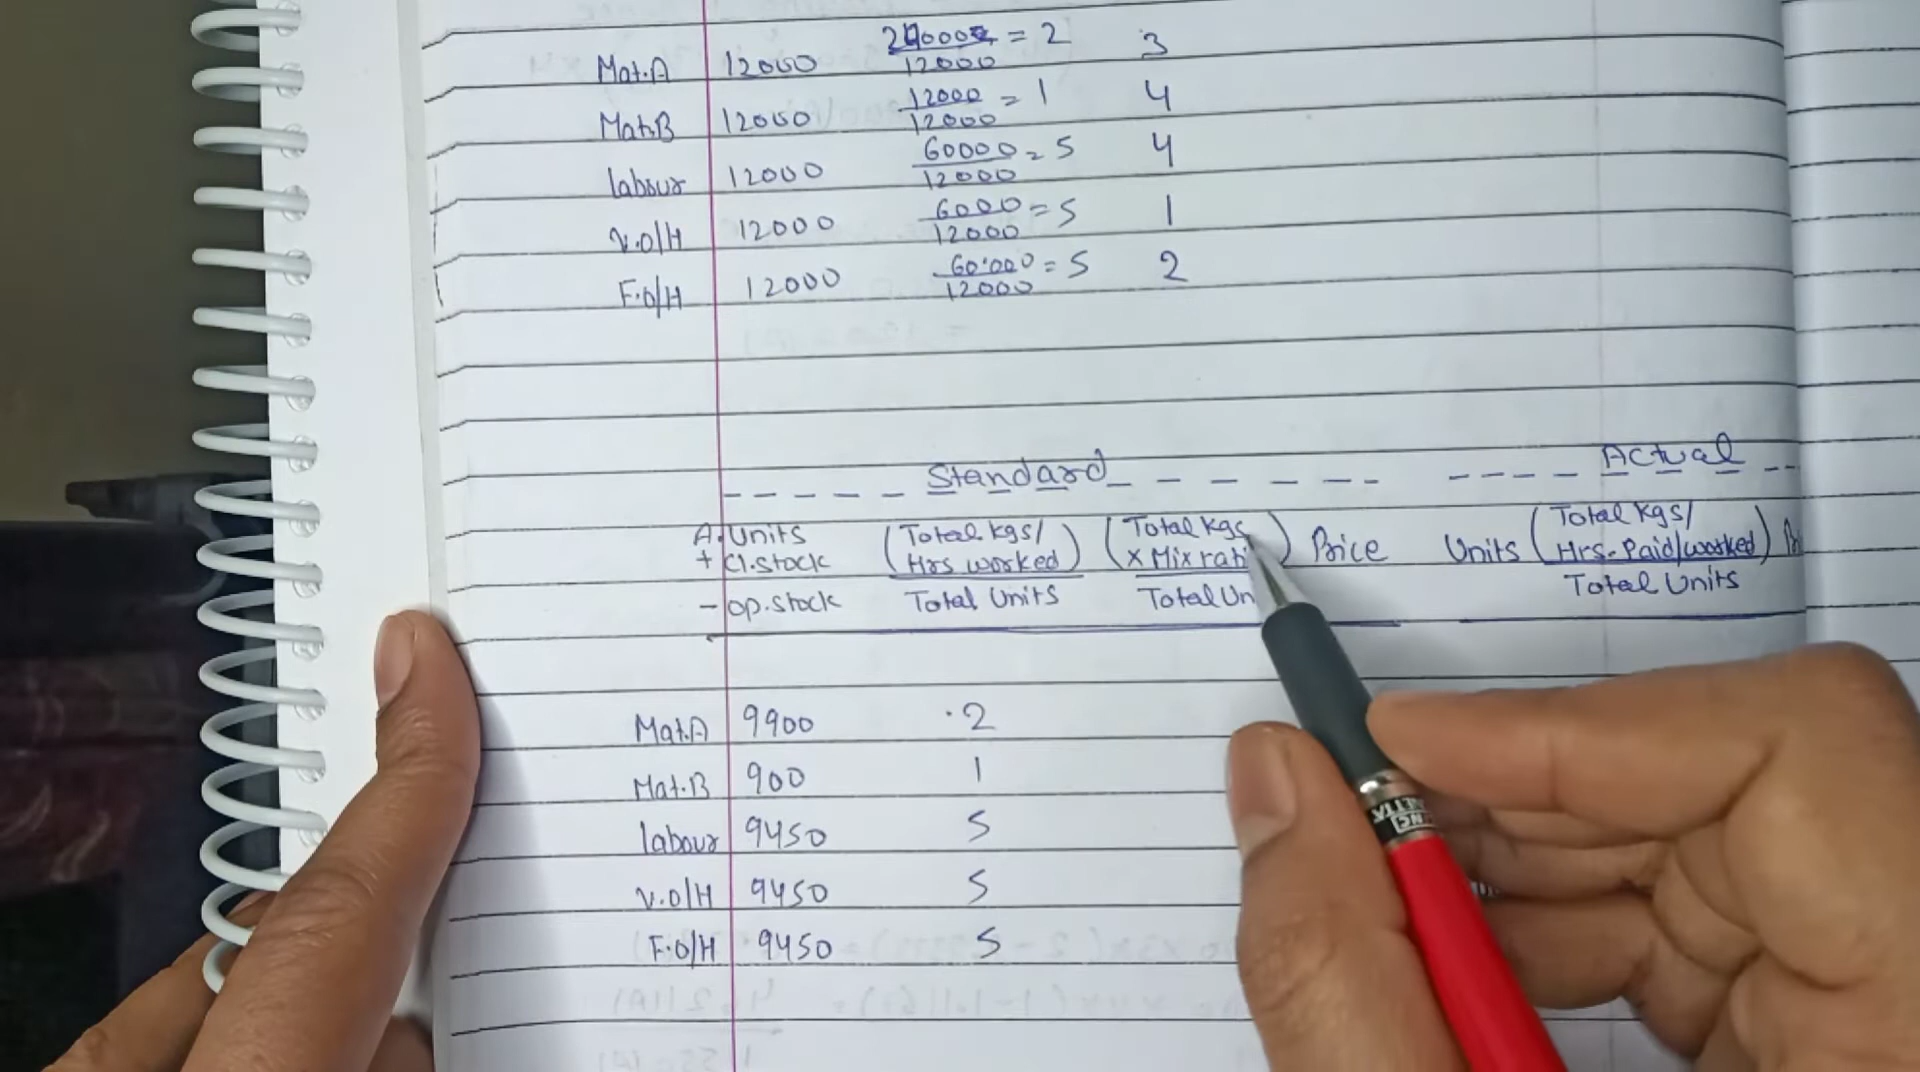 Mat.A 12000 24000/12000 = 2 3
Mat.B 12000 12000/12000 = 1 4
labour 12000 60000/12000 = 5 4
V.O/H 12000 6000/12000 = 5 1
F.O/H 12000 60'000/12000 = 5 2
Standard Actual
A.Units (Total kgs/ (Total kgs (Total kgs/
+ Cl.stock Hrs worked) × Mix rati ) Price Units Hrs. Paid/worked)
- op.stock Total Units Total Un Total Units
Mat.A 9900 .2
Mat.B 900 1
labour 9450 5
V.O/H 9450 5
F.O/H 9450 5